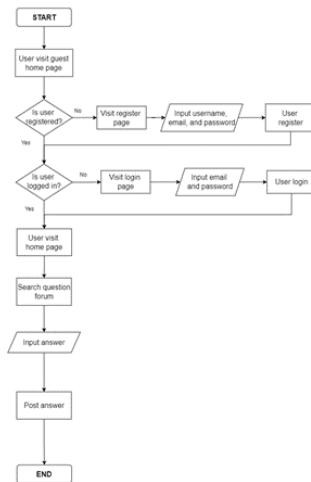 START
User visit guest
home page
Is user
registered?
No
Visit register
page
Input username,
email, and password
User
register
Yes
Is user
logged in?
No
Visit login
page
Input email
and password
User login
Yes
User visit
home page
Search question
forum
Input answer
Post answer
END